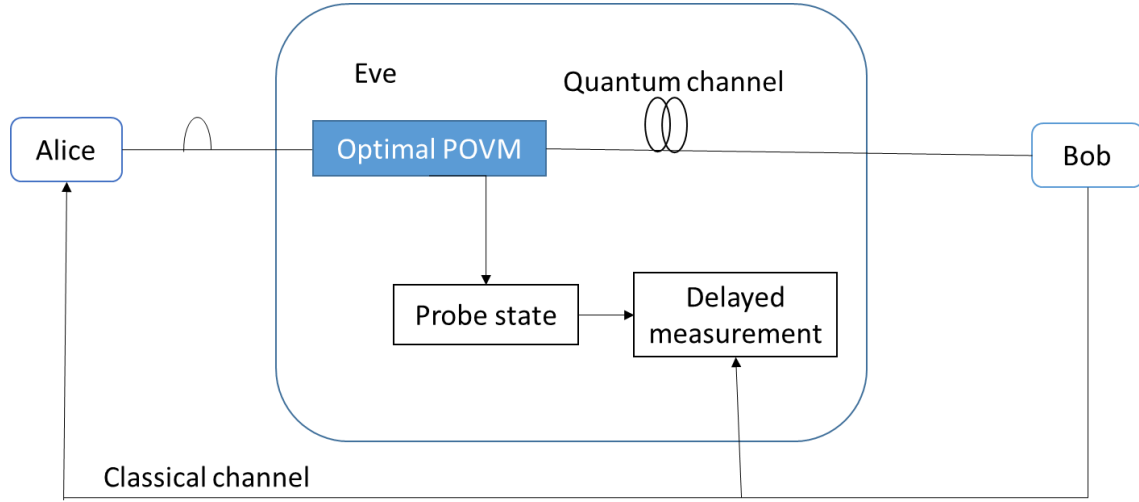 Eve
Quantum channel
Alice
Optimal POVM
Bob
Probe state
Delayed
measurement
Classical channel